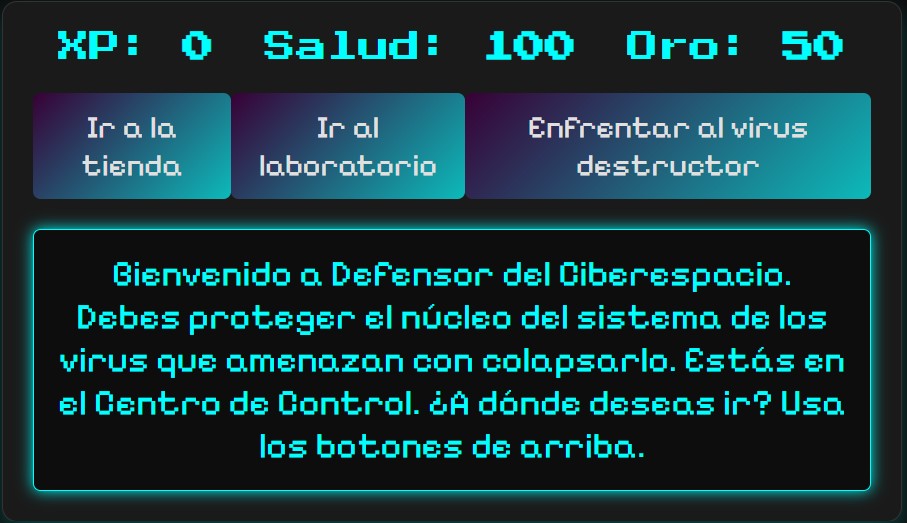 XP: 0 Salud: 100 Oro: 50
Ir a la
tienda
Ir al
laboratorio
Enfrentar al virus
destructor
Bienvenido a Defensor del Ciberespacio.
Debes proteger el núcleo del sistema de los
virus que amenazan con colapsarlo. Estás en
el Centro de Control. ¿A dónde deseas ir? Usa
los botones de arriba.